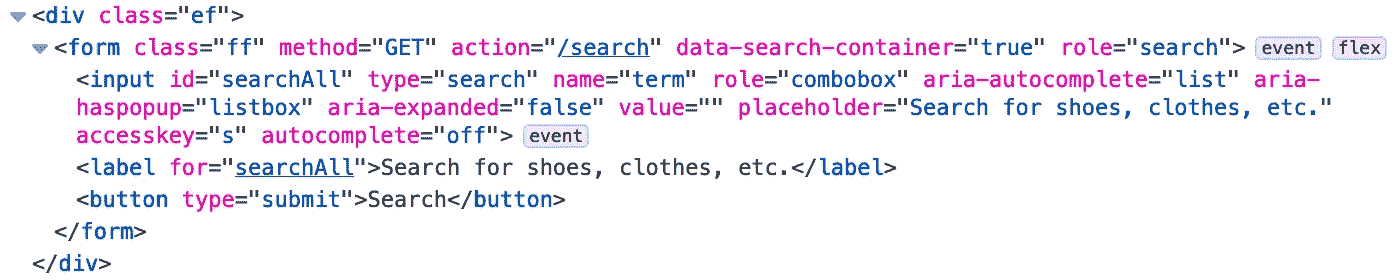 <div class="ef">
<form class="ff" method="GET" action="/search" data-search-container="true" role="search"> event flex
<input id="searchAll" type="search" name="term" role="combobox" aria-autocomplete="list" aria-
haspopup="listbox" aria-expanded="false" value="" placeholder="Search for shoes, clothes, etc."
accesskey="s" autocomplete="off"> event
<label for="searchAll">Search for shoes, clothes, etc.</label>
<button type="submit">Search</button>
</form>
</div>